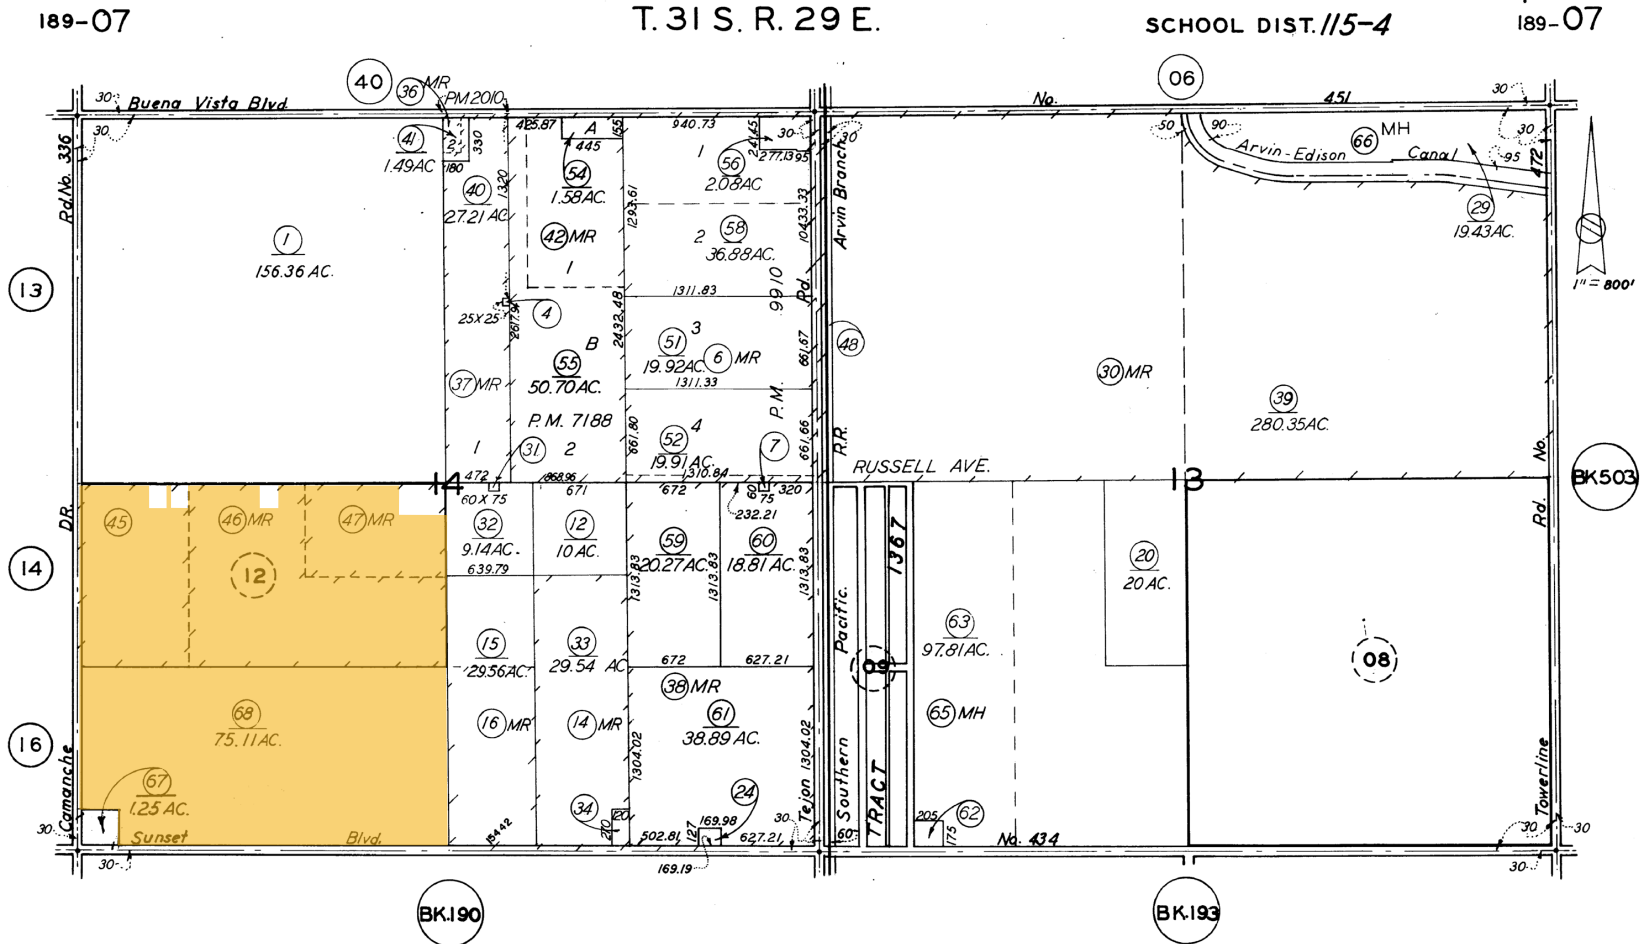 189-07
T. 31 S. R. 29 E.
SCHOOL DIST. 115-4
189-07
40
36
MR
PM2010
06
30
Buena Vista Blvd.
No.
451
30
30
Rd.No. 336
41
1.49AC
2
330
180
425.87
A
445
155
940.73
241.45
30
277.13
95
30
50
90
Arvin-Edison
Canal
66
MH
95
30
472
40
27.21 AC.
1320
54
1.58AC.
1293.61
1
56
2.08AC
10433.33
Arvin Branch
29
19.43AC.
1
156.36 AC.
42 MR
1
2
58
36.88AC.
1" = 800'
13
25X25
4
2617.94
2432.48
1311.83
9910
Rd.
B
55
50.70AC.
3
51
19.92AC.
6 MR
661.67
48
30 MR
37 MR
1311.33
P.M.
39
280.35AC.
P.M. 7188
1
31
2
661.80
4
52
19.91AC.
7
661.66
R.R.
No.
14
472
868.96
1310.84
RUSSELL AVE.
13
BK503
DR.
60 X 75
671
672
60
75
320
232.21
45
46 MR
47 MR
32
9.14AC.
12
10 AC.
59
20.27AC.
60
18.81AC.
1367
20
20 AC.
Rd.
14
12
639.79
1313.83
1313.83
1313.83
Pacific.
63
97.81AC.
15
29.56AC.
33
29.54 AC
672
627.21
09
08
38 MR
68
75.11AC.
16 MR
14 MR
61
38.89 AC.
65 MH
16
Camanche
1304.02
Tejon 1304.02
Southern
TRACT
Towerline
67
1.25 AC.
34
120
210
24
169.98
127
205
175
62
30
Sunset
Blvd.
154.42
502.81
627.21
30
60
No. 434
30
30
30
169.19
30
BK.190
BK.193